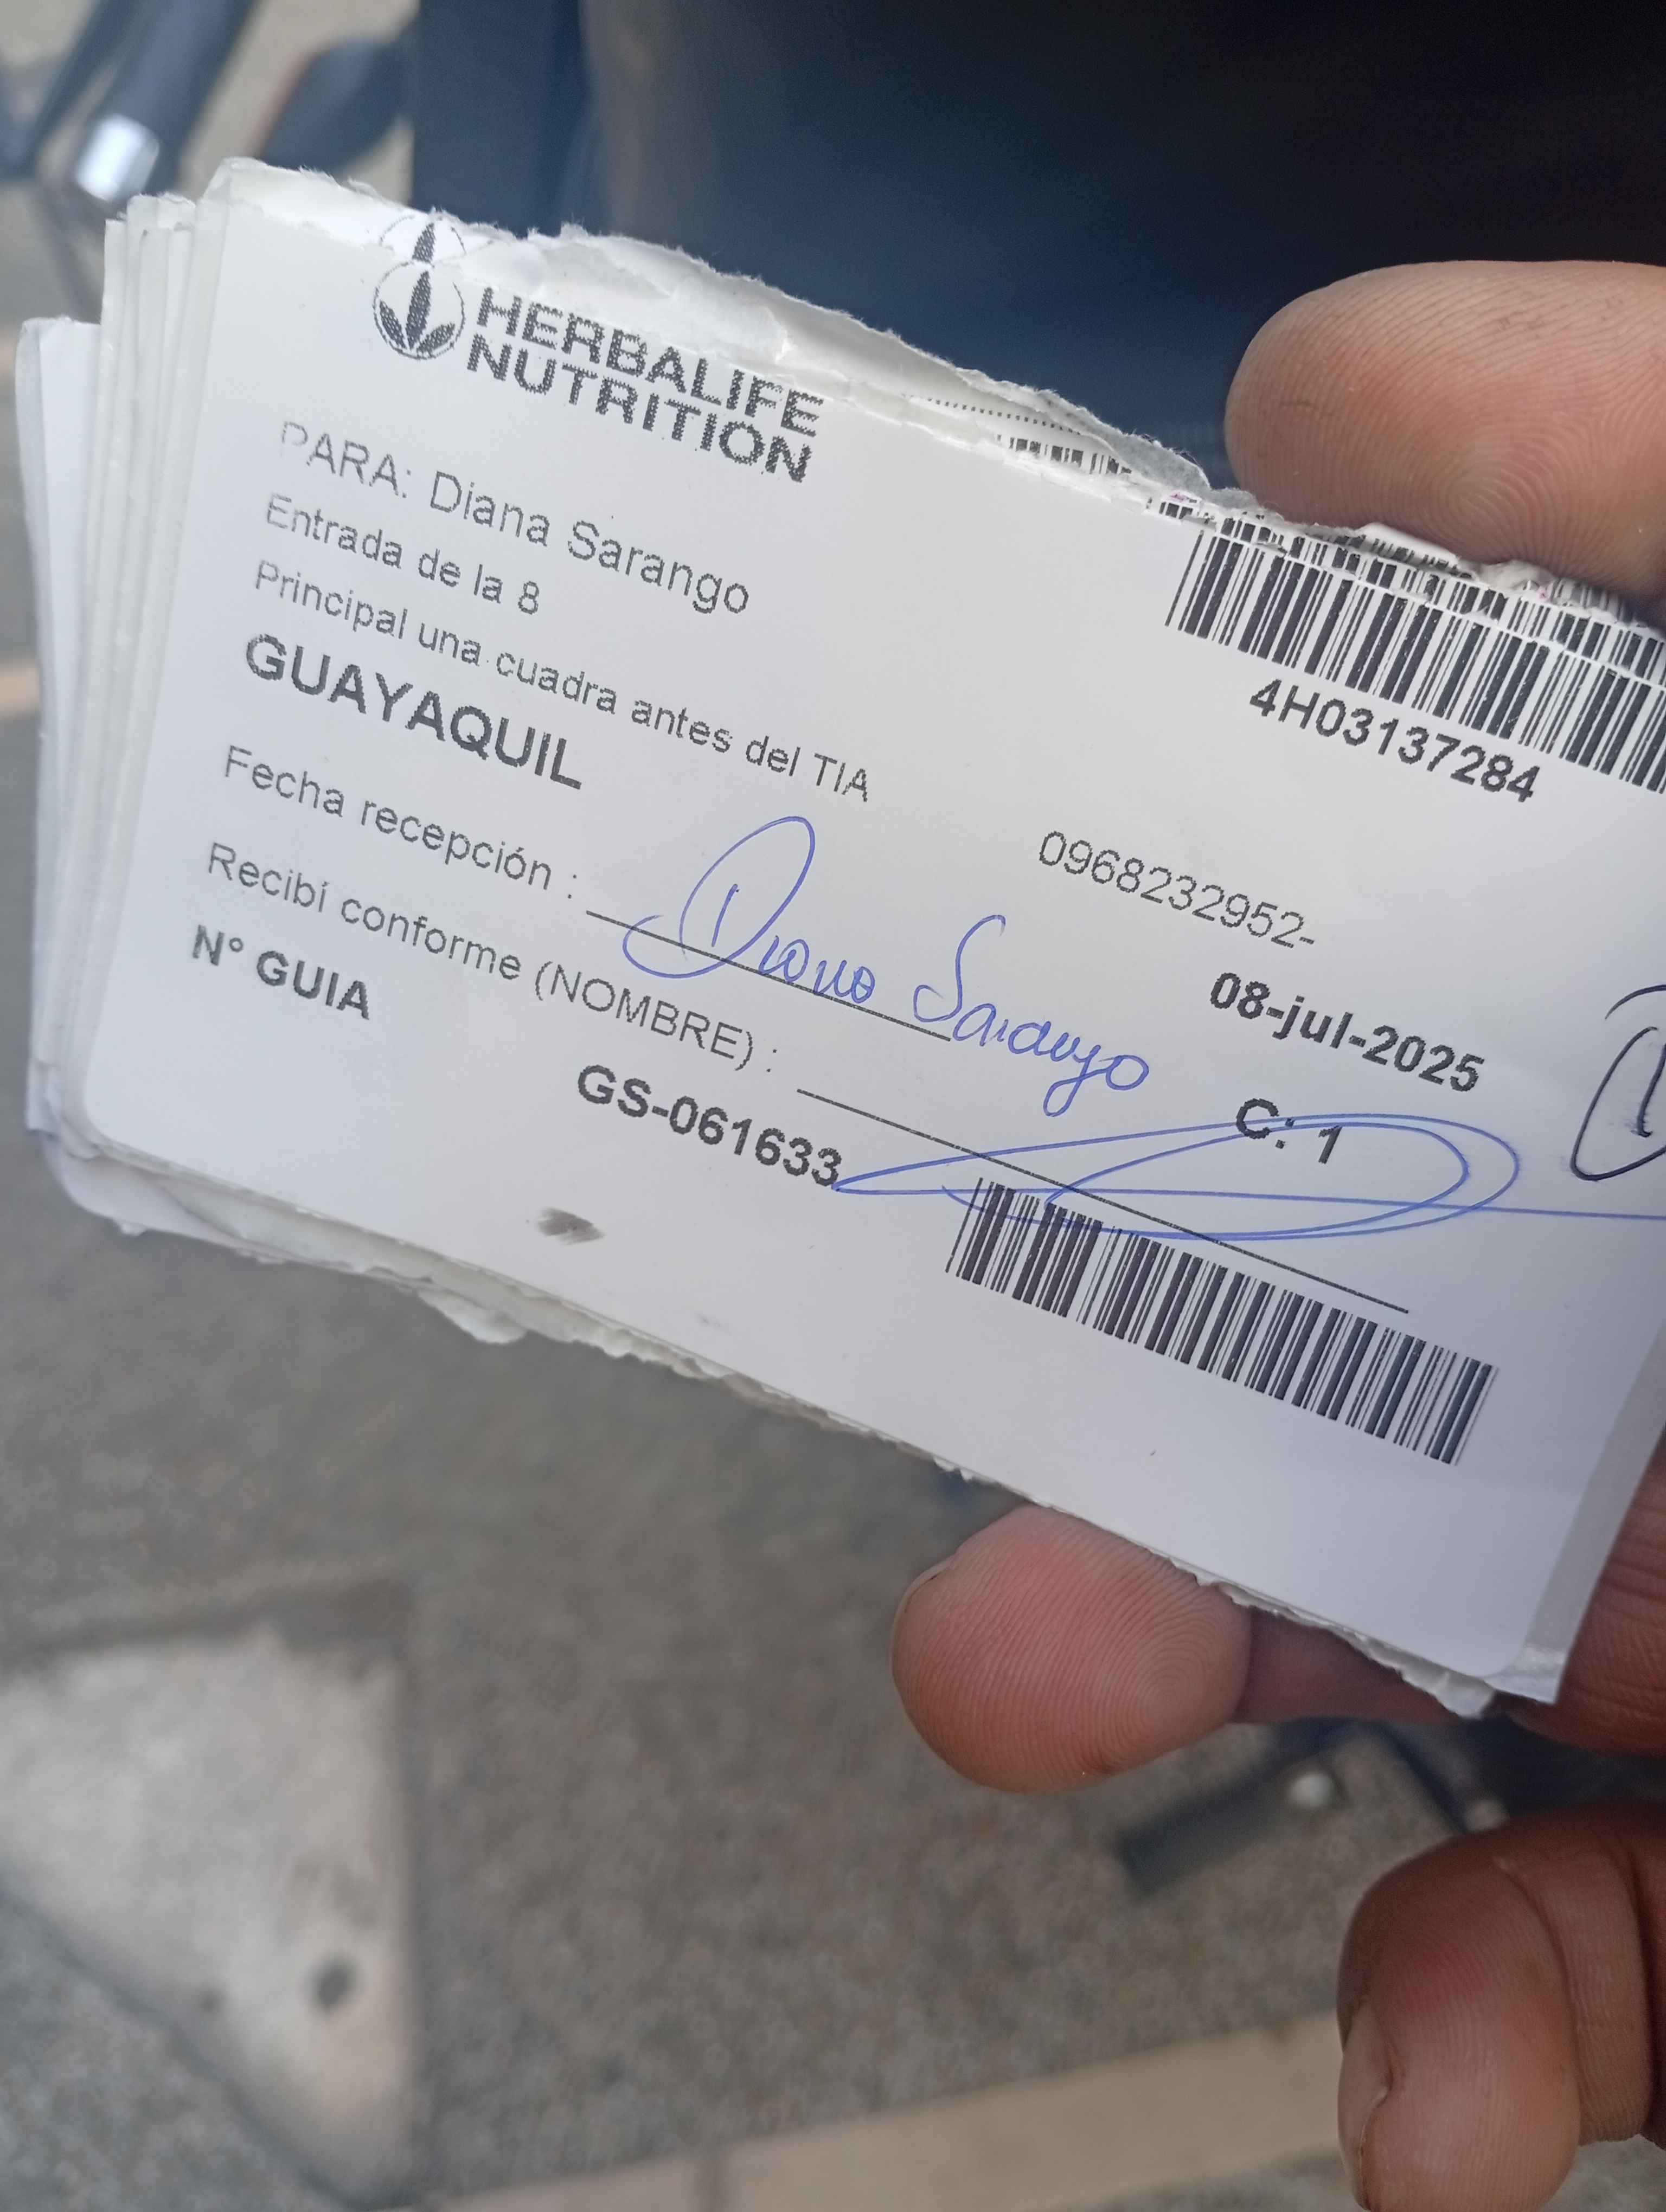 HERBALIFE
NUTRITION
PARA: Diana Sarango
Entrada de la 8
Principal una cuadra antes del TIA
GUAYAQUIL
4H03137284
0968232952-
Fecha recepción :
Diana Sarango
08-jul-2025
Recibí conforme (NOMBRE) :
C: 1
Nº GUIA
GS-061633